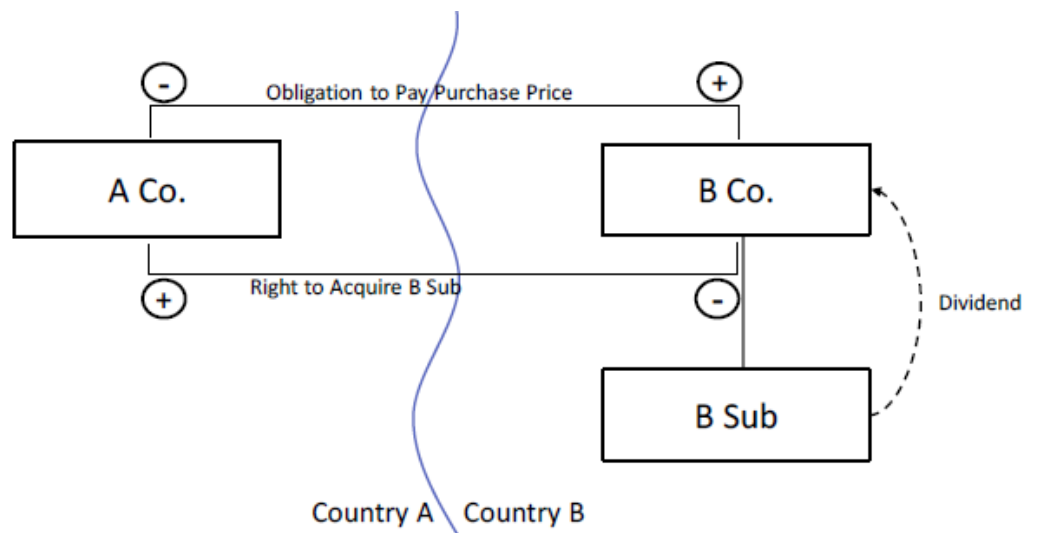 -
+
Obligation to Pay Purchase Price
A Co.
B Co.
Right to Acquire B Sub
+
-
Dividend
B Sub
Country A
Country B